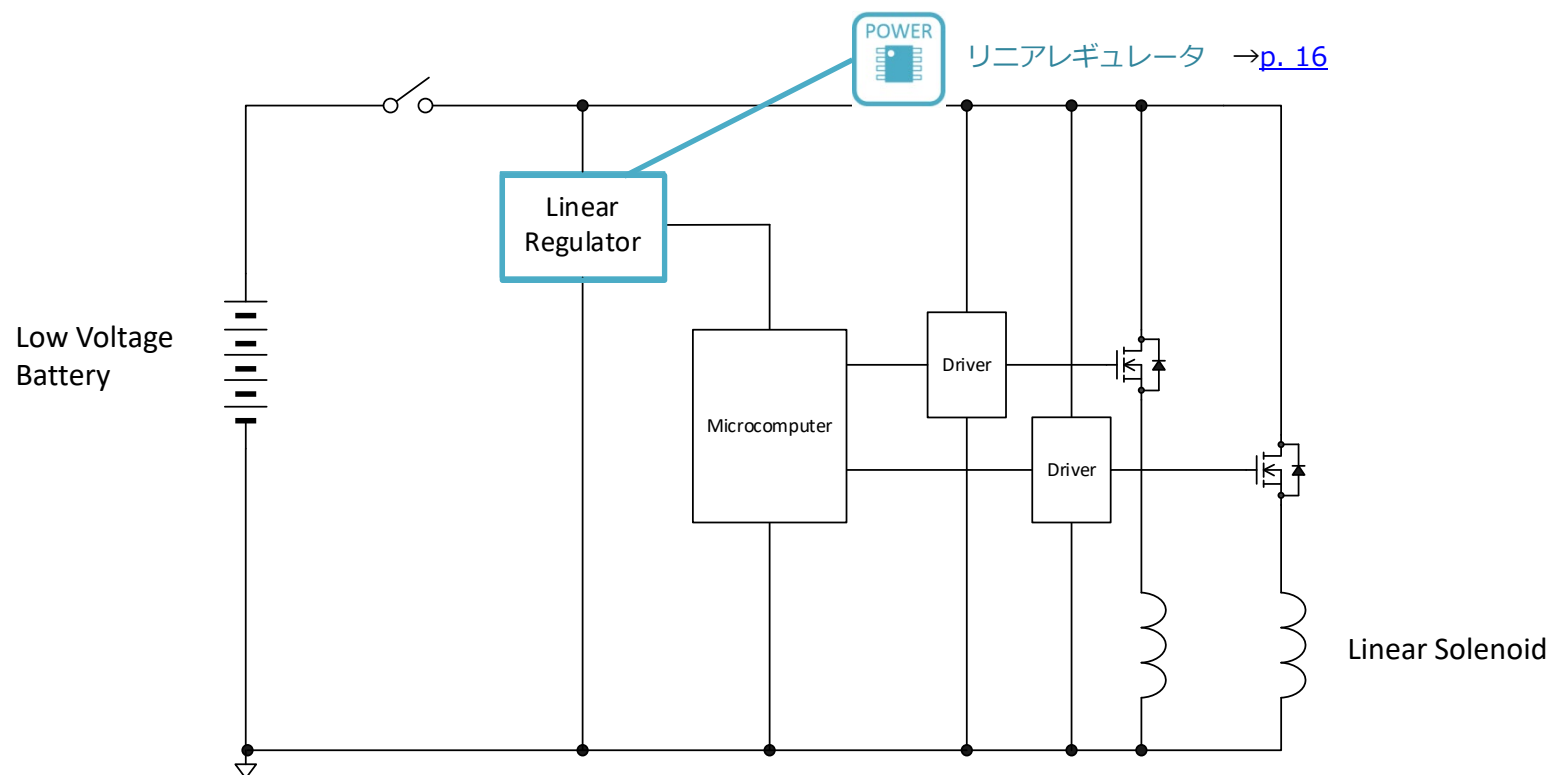 POWER
リニアレギュレータ →p. 16
Linear
Regulator
Low Voltage
Battery
Driver
Microcomputer
Driver
Linear Solenoid